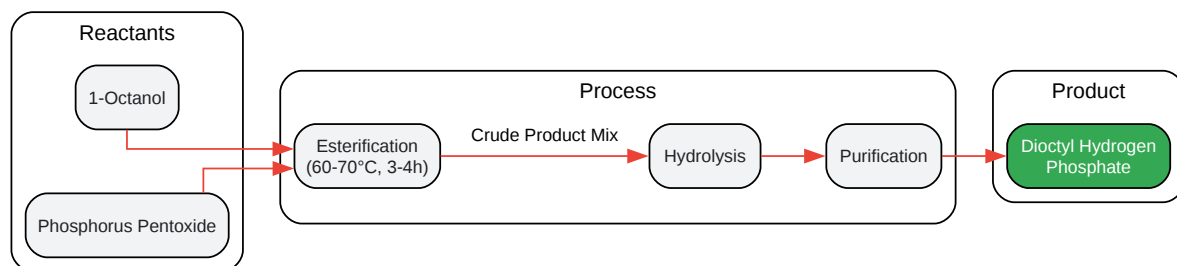 Reactants
1-Octanol
Phosphorus Pentoxide
Process
Esterification
(60-70°C, 3-4h)
Crude Product Mix
Hydrolysis
Purification
Product
Dioctyl Hydrogen
Phosphate